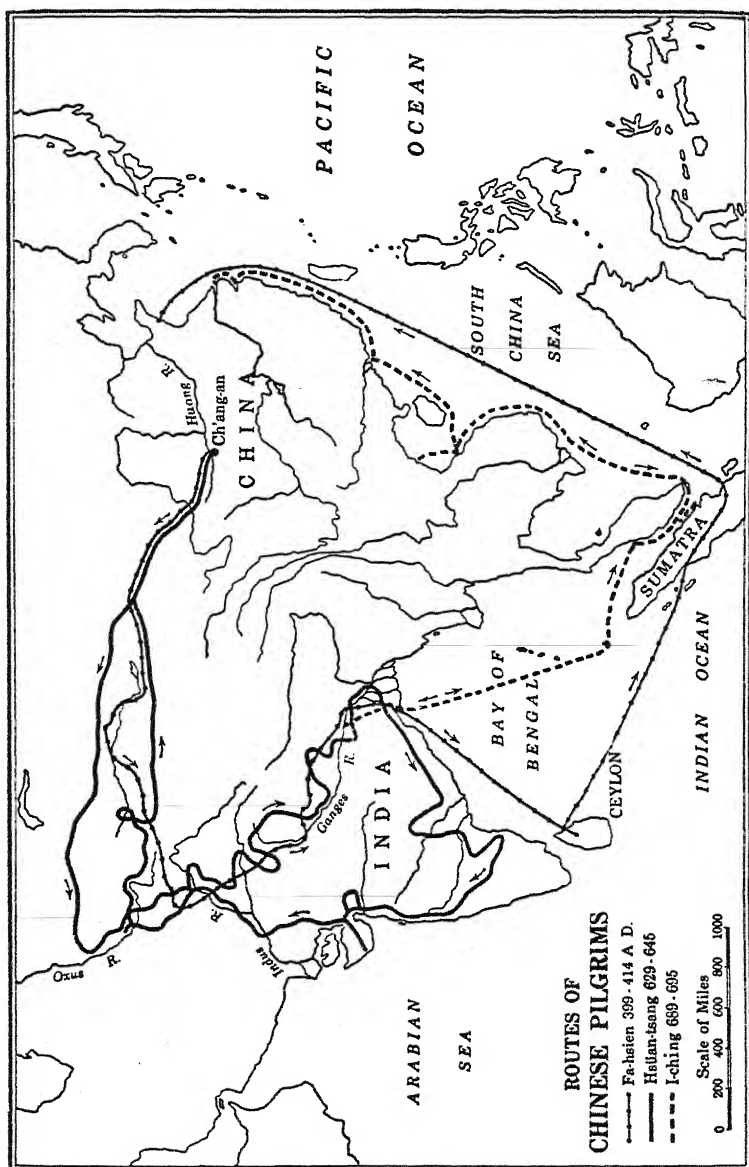 PACIFIC
OCEAN
Huong R.
Ch'ang-an
CHINA
SOUTH
CHINA
SEA
SUMATRA
BAY OF
BENGAL
INDIAN OCEAN
CEYLON
Ganges R.
INDIA
Indus R.
Oxus R.
ARABIAN
SEA
ROUTES OF
CHINESE PILGRIMS
Fa-hsien 399-414 A D.
Hsüan-tsang 629-645
I-ching 689-695
0 200 400 600 800 1000
Scale of Miles